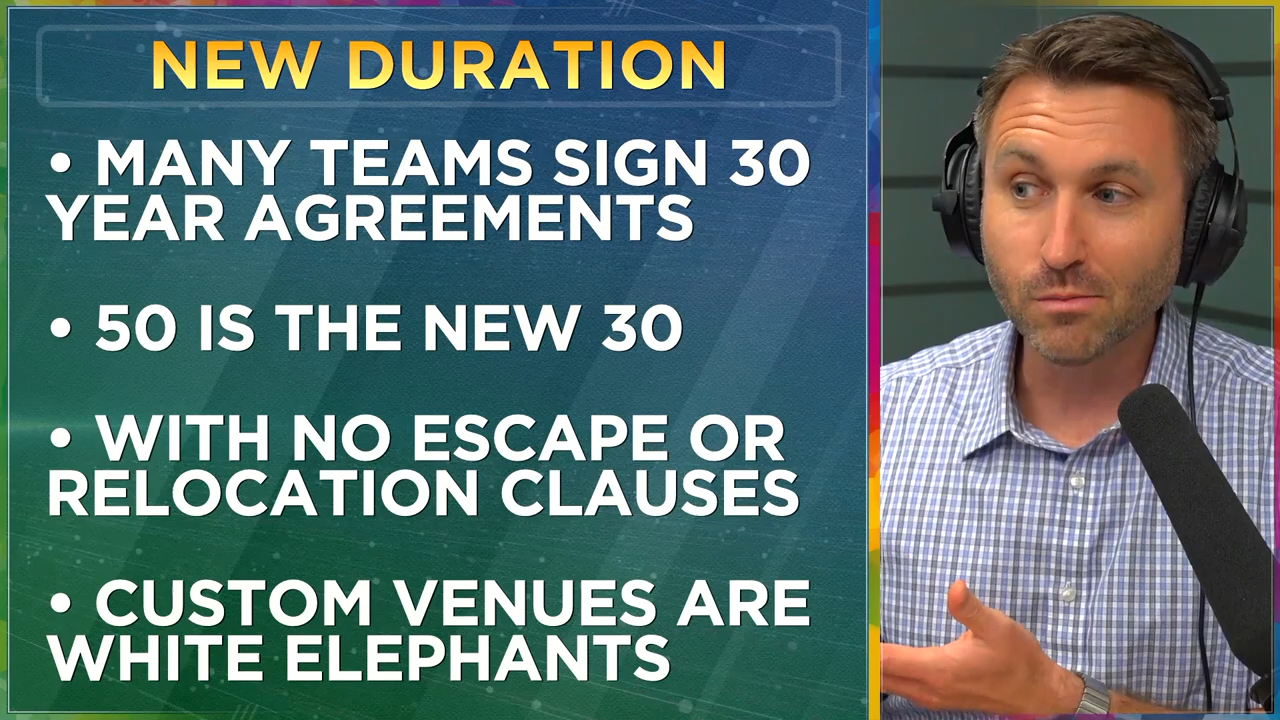 NEW DURATION
• MANY TEAMS SIGN 30
YEAR AGREEMENTS
• 50 IS THE NEW 30
• WITH NO ESCAPE OR
RELOCATION CLAUSES
• CUSTOM VENUES ARE
WHITE ELEPHANTS